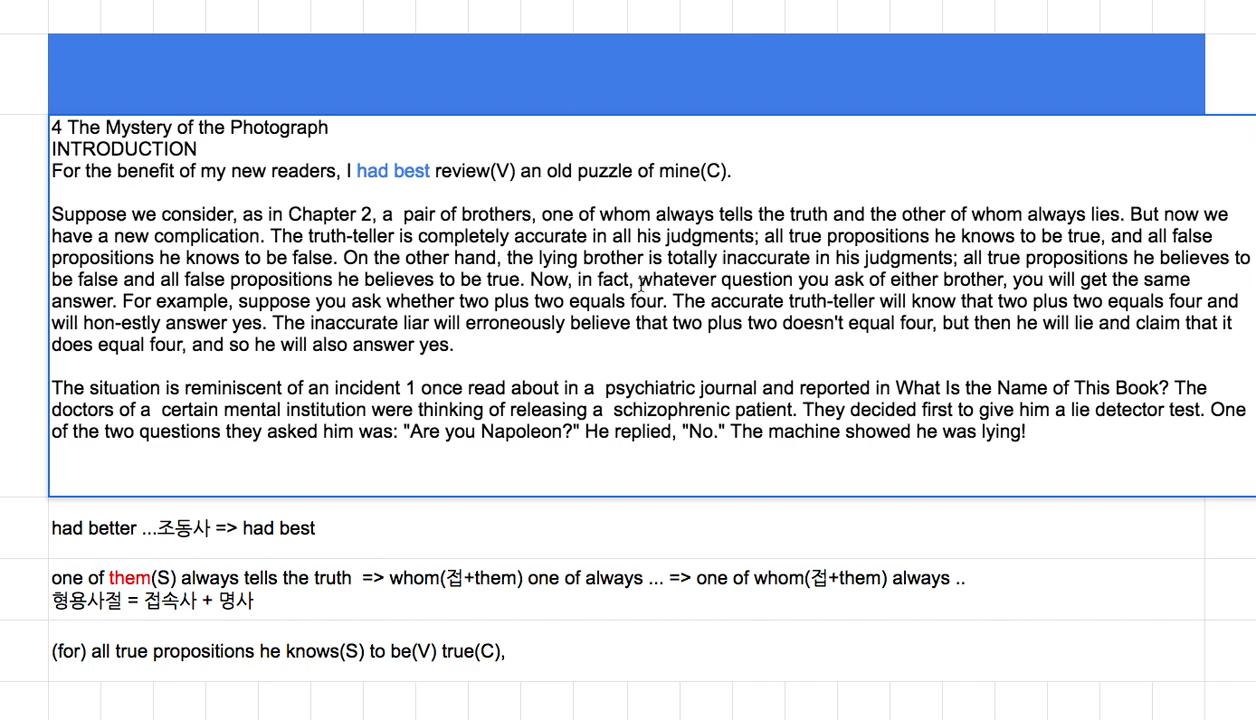 4 The Mystery of the Photograph
INTRODUCTION
For the benefit of my new readers, I had best review(V) an old puzzle of mine(C).
Suppose we consider, as in Chapter 2, a  pair of brothers, one of whom always tells the truth and the other of whom always lies. But now we
have a new complication. The truth-teller is completely accurate in all his judgments; all true propositions he knows to be true, and all false
propositions he knows to be false. On the other hand, the lying brother is totally inaccurate in his judgments; all true propositions he believes to
be false and all false propositions he believes to be true. Now, in fact, whatever question you ask of either brother, you will get the same
answer. For example, suppose you ask whether two plus two equals four. The accurate truth-teller will know that two plus two equals four and
will hon-estly answer yes. The inaccurate liar will erroneously believe that two plus two doesn't equal four, but then he will lie and claim that it
does equal four, and so he will also answer yes.
The situation is reminiscent of an incident 1 once read about in a  psychiatric journal and reported in What Is the Name of This Book? The
doctors of a  certain mental institution were thinking of releasing a  schizophrenic patient. They decided first to give him a lie detector test. One
of the two questions they asked him was: "Are you Napoleon?" He replied, "No." The machine showed he was lying!
had better ...조동사 => had best
one of them(S) always tells the truth  => whom(접+them) one of always ... => one of whom(접+them) always ..
형용사절 = 접속사 + 명사
(for) all true propositions he knows(S) to be(V) true(C),